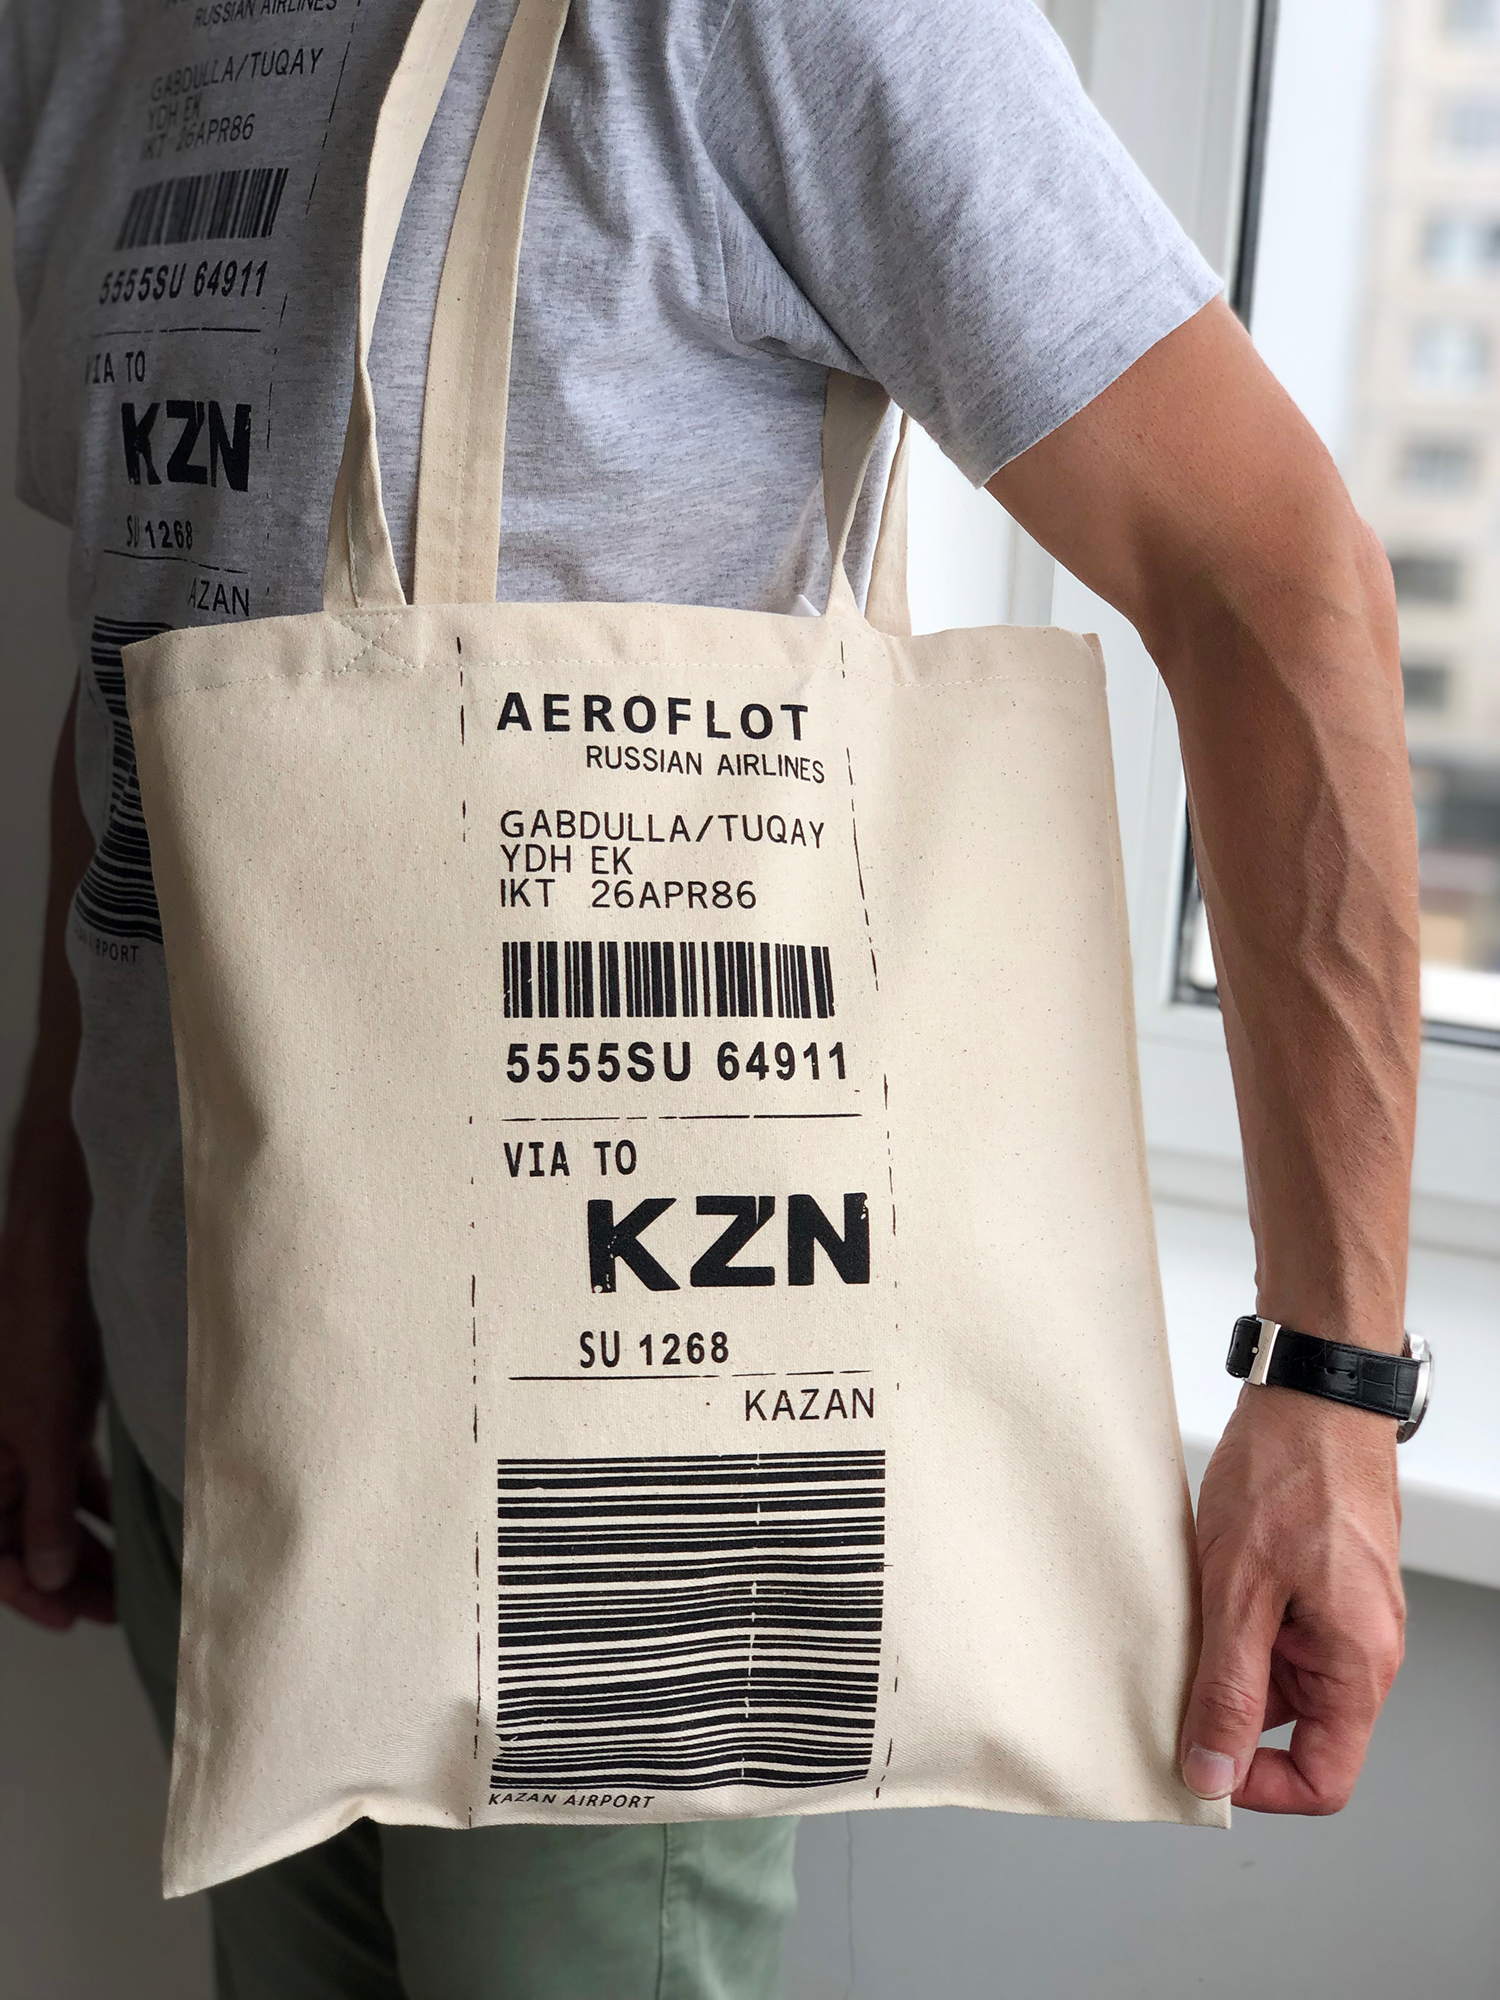 RUSSIAN AIRLINES
GABDULLA/TUQAY
YDH EK
IKT 26APR86
5555SU 64911
VIA TO
KZN
SU 1268
AZAN
AIRPORT
AEROFLOT
RUSSIAN AIRLINES
GABDULLA/TUQAY
YDH EK
IKT 26APR86
5555SU 64911
VIA TO
KZN
SU 1268
KAZAN
KAZAN AIRPORT